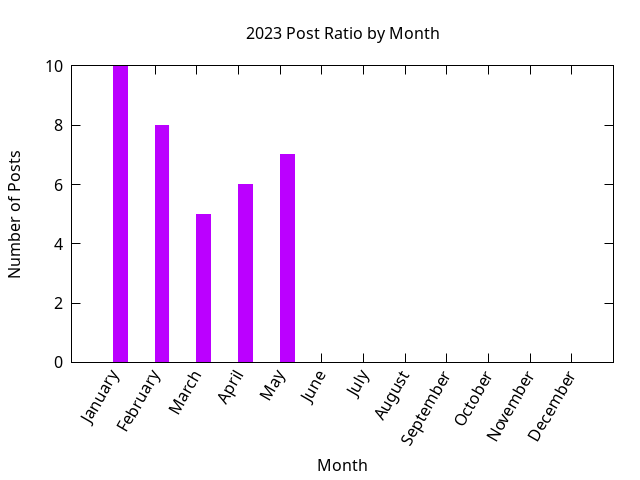 2023 Post Ratio by Month
10
8
6
4
2
0
Number of Posts
January
February
March
April
May
June
July
August
September
October
November
December
Month